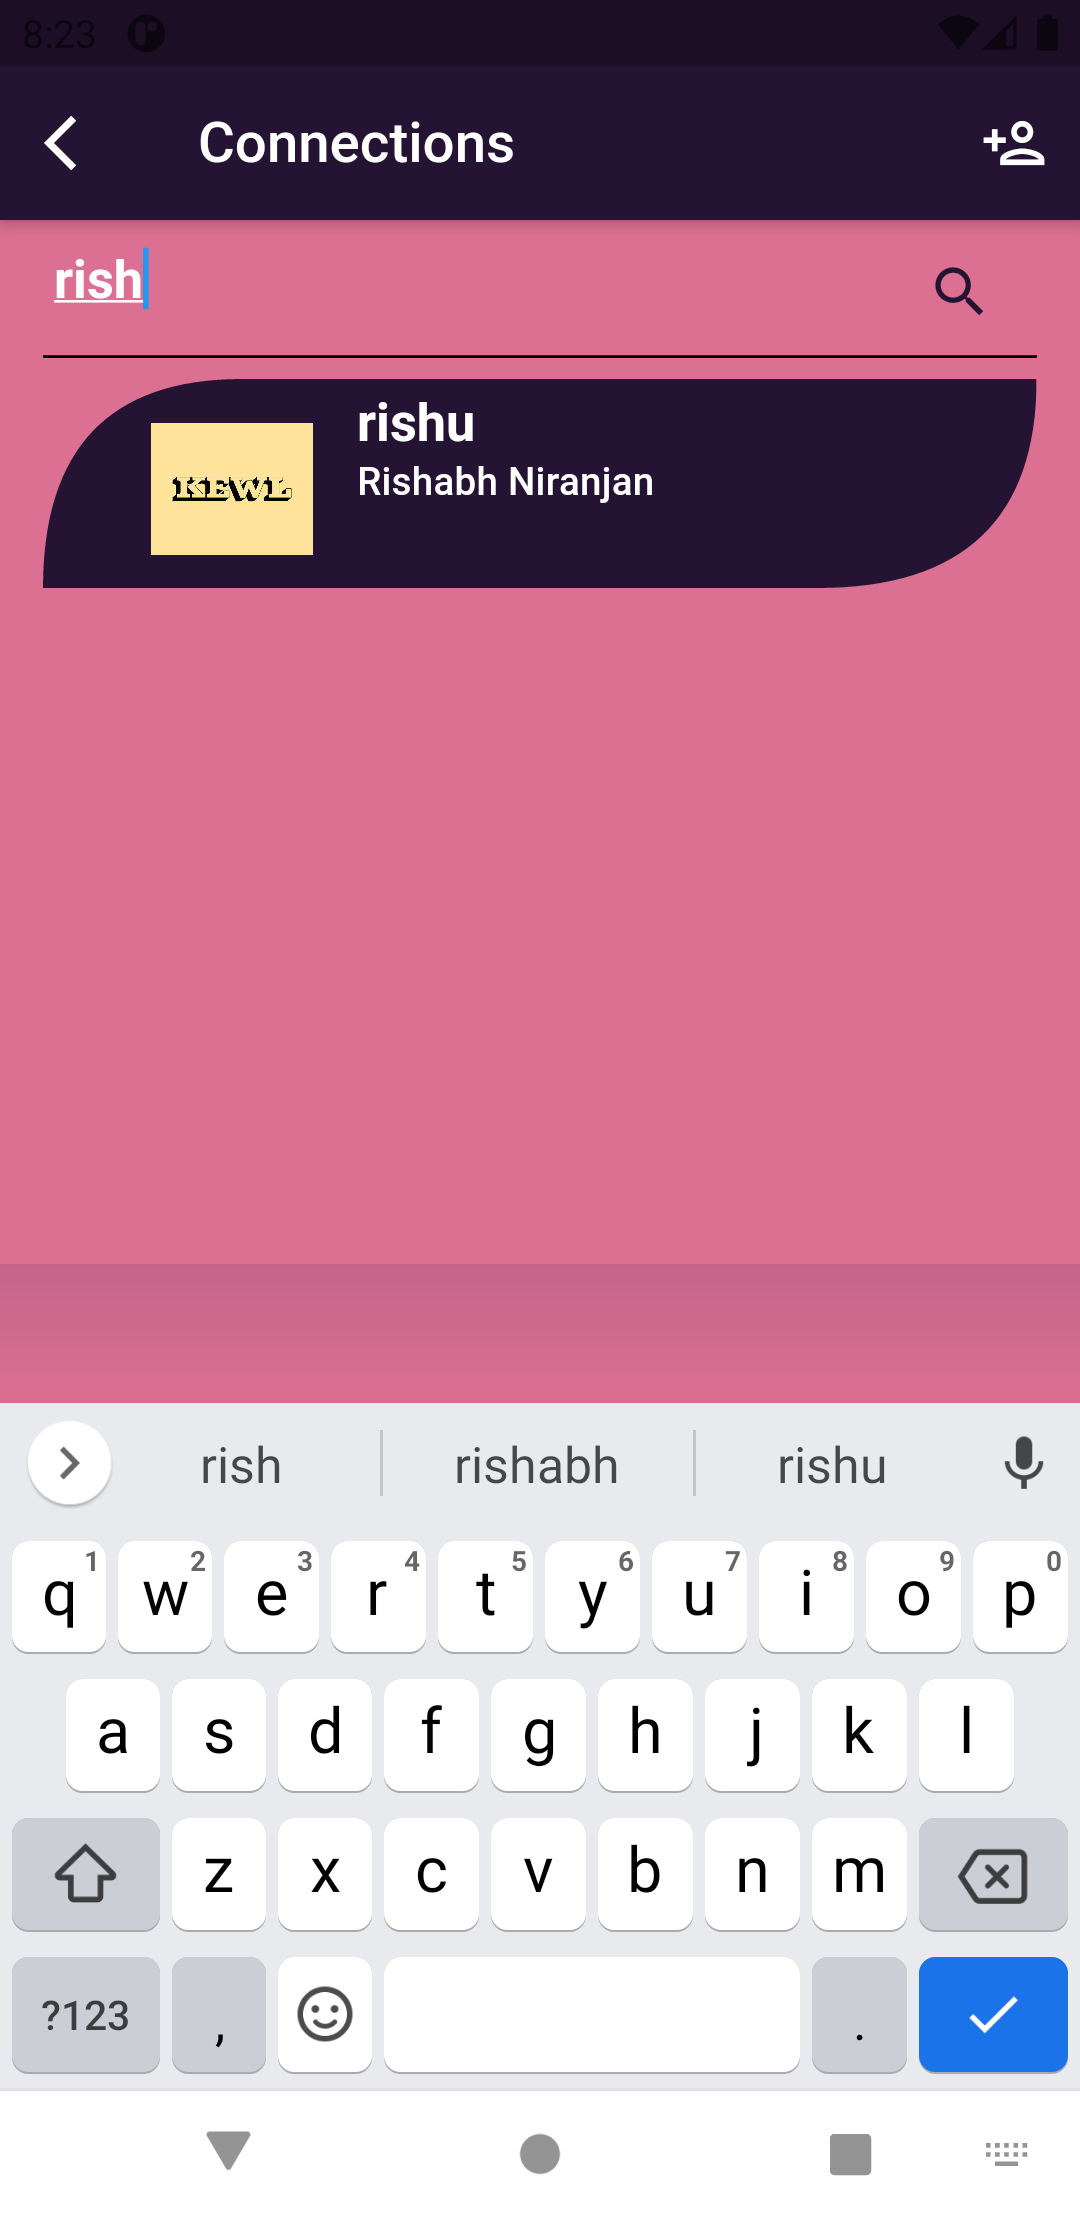 8:23
Connections
rish
rishu
KEWL
Rishabh Niranjan
rish rishabh rishu
1 2 3 4 5 6 7 8 9 0
q w e r t y u i o p
a s d f g h j k l
z x c v b n m
?123 , .